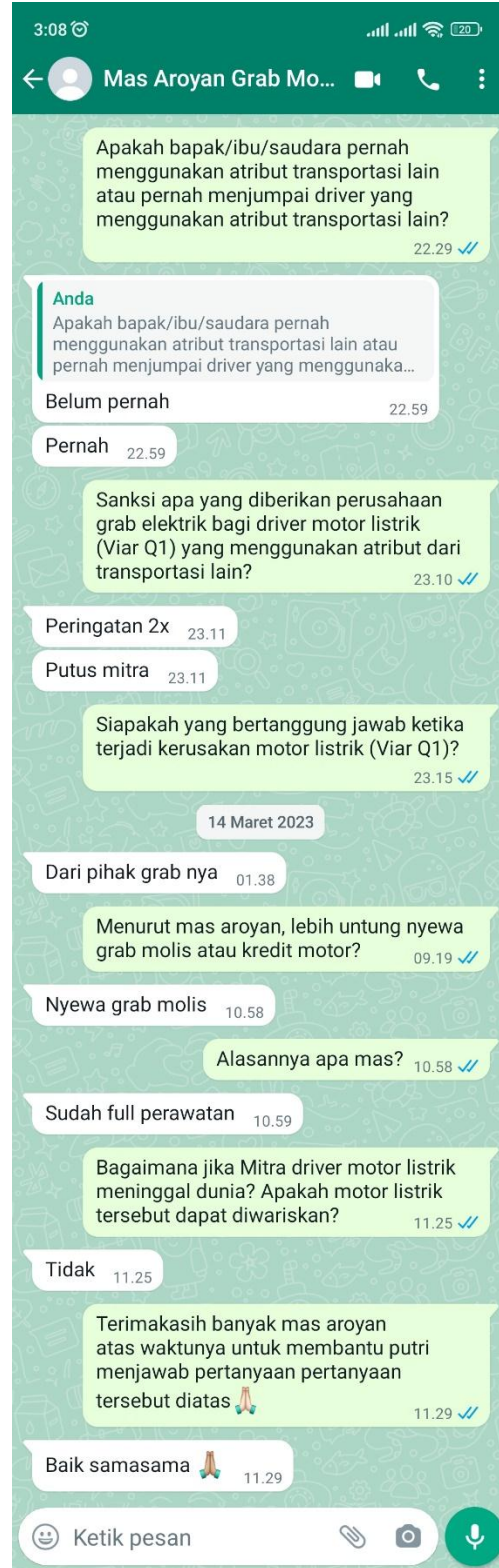 3:08
20
Mas Aroyan Grab Mo...
Apakah bapak/ibu/saudara pernah
menggunakan atribut transportasi lain
atau pernah menjumpai driver yang
menggunakan atribut transportasi lain?
22.29
Anda
Apakah bapak/ibu/saudara pernah
menggunakan atribut transportasi lain atau
pernah menjumpai driver yang menggunaka...
Belum pernah 22.59
Pernah 22.59
Sanksi apa yang diberikan perusahaan
grab elektrik bagi driver motor listrik
(Viar Q1) yang menggunakan atribut dari
transportasi lain? 23.10
Peringatan 2x 23.11
Putus mitra 23.11
Siapakah yang bertanggung jawab ketika
terjadi kerusakan motor listrik (Viar Q1)?
23.15
14 Maret 2023
Dari pihak grab nya 01.38
Menurut mas aroyan, lebih untung nyewa
grab molis atau kredit motor? 09.19
Nyewa grab molis 10.58
Alasannya apa mas? 10.58
Sudah full perawatan 10.59
Bagaimana jika Mitra driver motor listrik
meninggal dunia? Apakah motor listrik
tersebut dapat diwariskan? 11.25
Tidak 11.25
Terimakasih banyak mas aroyan
atas waktunya untuk membantu putri
menjawab pertanyaan pertanyaan
tersebut diatas🙏🏻
11.29
Baik samasama 🙏🏽 11.29
Ketik pesan